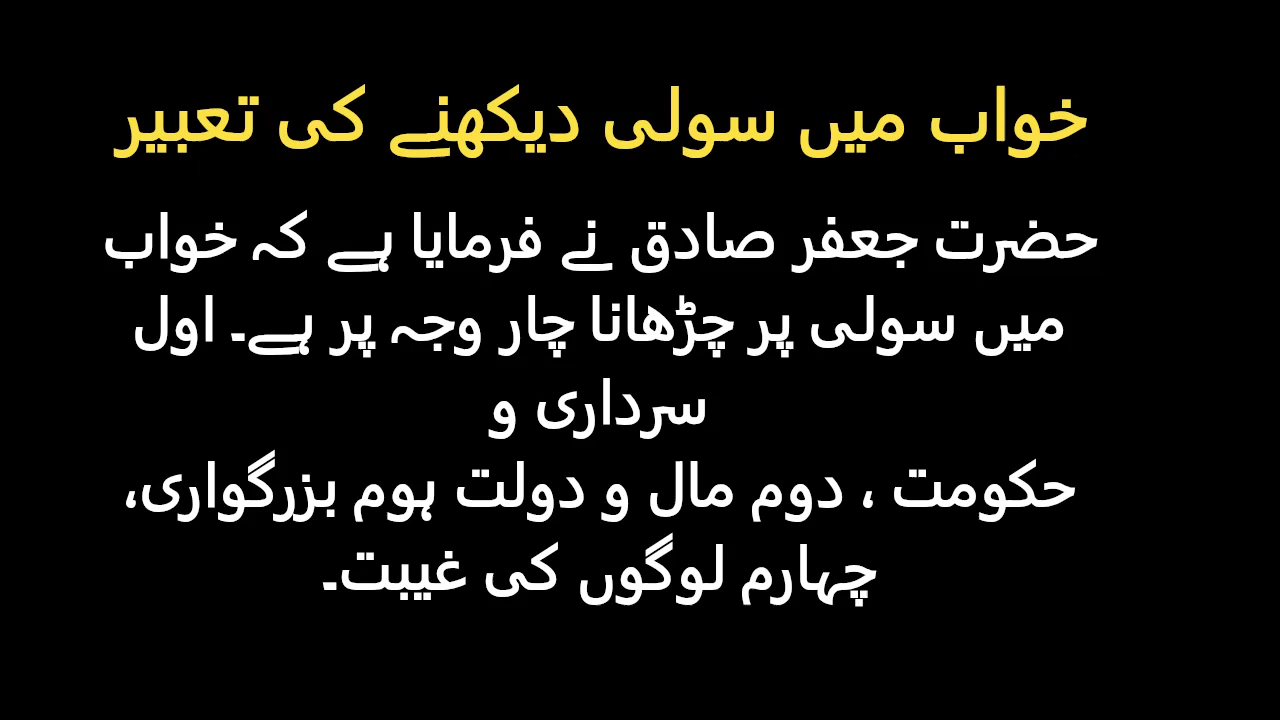 خواب میں سولی دیکھنے کی تعبیر
حضرت جعفر صادق نے فرمایا ہے کہ خواب
میں سولی پر چڑھانا چار وجہ پر ہے۔ اول
سرداری و
حکومت ، دوم مال و دولت ہوم بزرگواری،
چہارم لوگوں کی غیبت۔